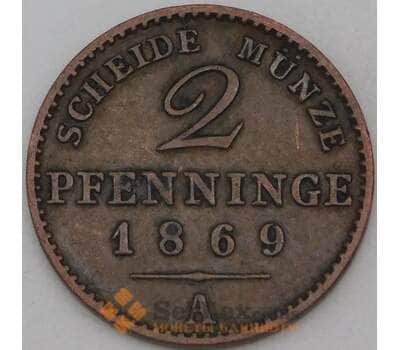 SCHEIDE MÜNZE
2
PFENNINGE
1869
A